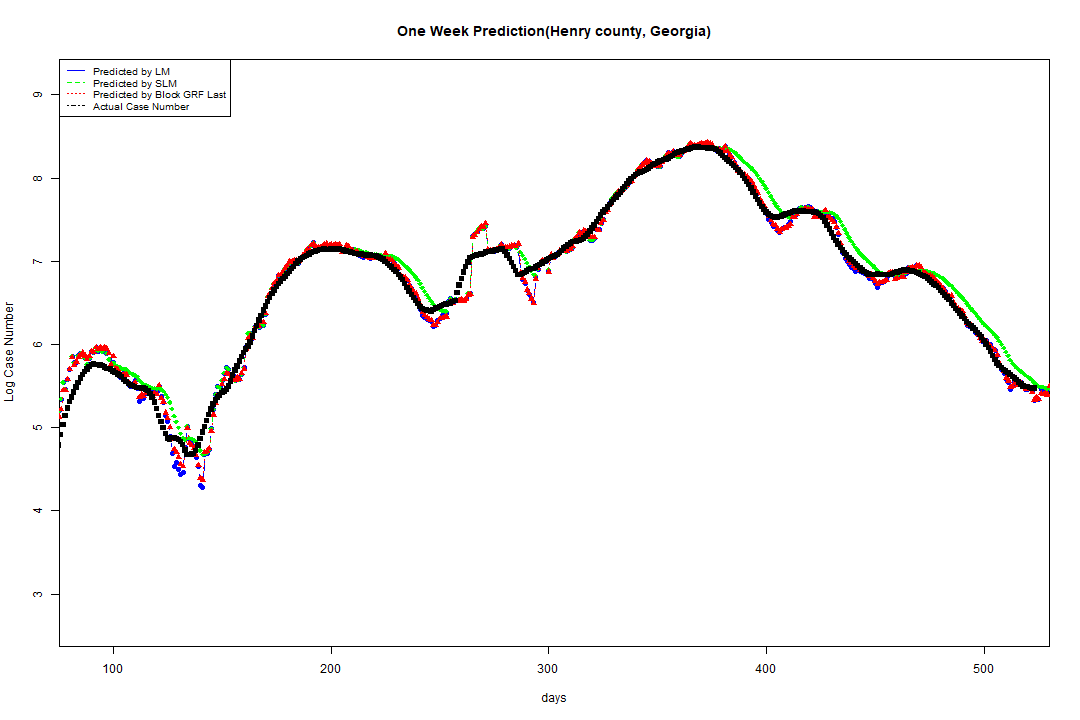 One Week Prediction(Henry county, Georgia)
Predicted by LM
Predicted by SLM
Predicted by Block GRF Last
Actual Case Number
Log Case Number
9
8
7
6
5
4
3
100 200 300 400 500
days